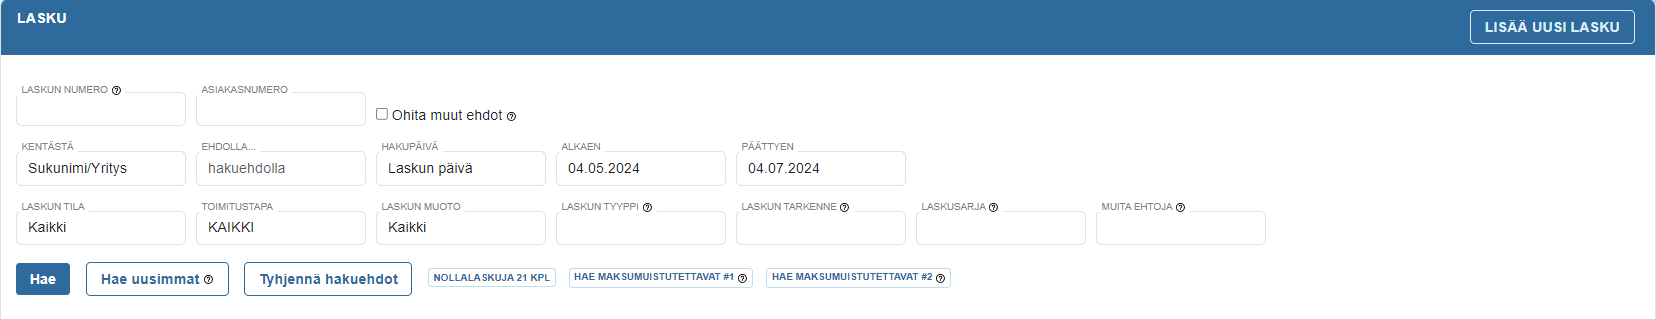 LASKU
LISÄÄ UUSI LASKU
LASKUN NUMERO ASIAKASNUMERO
Ohita muut ehdot
KENTÄSTÄ EHDOLLA... HAKUPÄIVÄ ALKAEN PÄÄTTYEN
Sukunimi/Yritys hakuehdolla Laskun päivä 04.05.2024 04.07.2024
LASKUN TILA TOIMITUSTAPA LASKUN MUOTO LASKUN TYYPPI LASKUN TARKENNE LASKUSARJA MUITA EHTOJA
Kaikki KAIKKI Kaikki
Hae Hae uusimmat Tyhjennä hakuehdot NOLLALASKUJA 21 KPL HAE MAKSUMUISTUTETTAVAT #1 HAE MAKSUMUISTUTETTAVAT #2